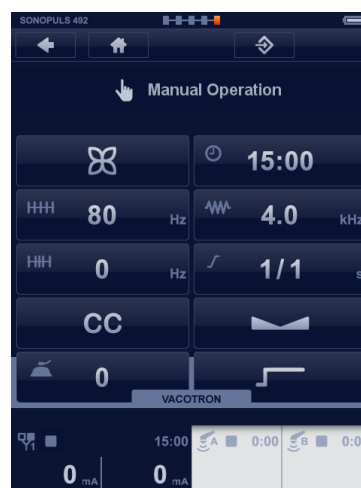 SONOPULS 492
Manual Operation
15:00
80 Hz
4.0 kHz
0 Hz
1/1 s
CC
0
VACOTRON
1 15:00 A 0:00 B 0:0
0 mA 0 mA